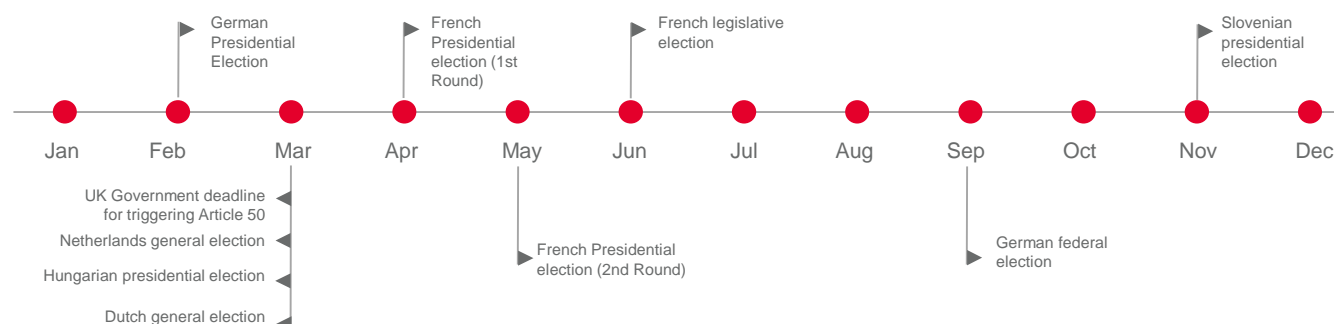 German
Presidential
Election
French
Presidential
election (1st
Round)
French legislative
election
Slovenian
presidential
election
Jan
Feb
Mar
Apr
May
Jun
Jul
Aug
Sep
Oct
Nov
Dec
UK Government deadline
for triggering Article 50
Netherlands general election
Hungarian presidential election
Dutch general election
French Presidential
election (2nd Round)
German federal
election